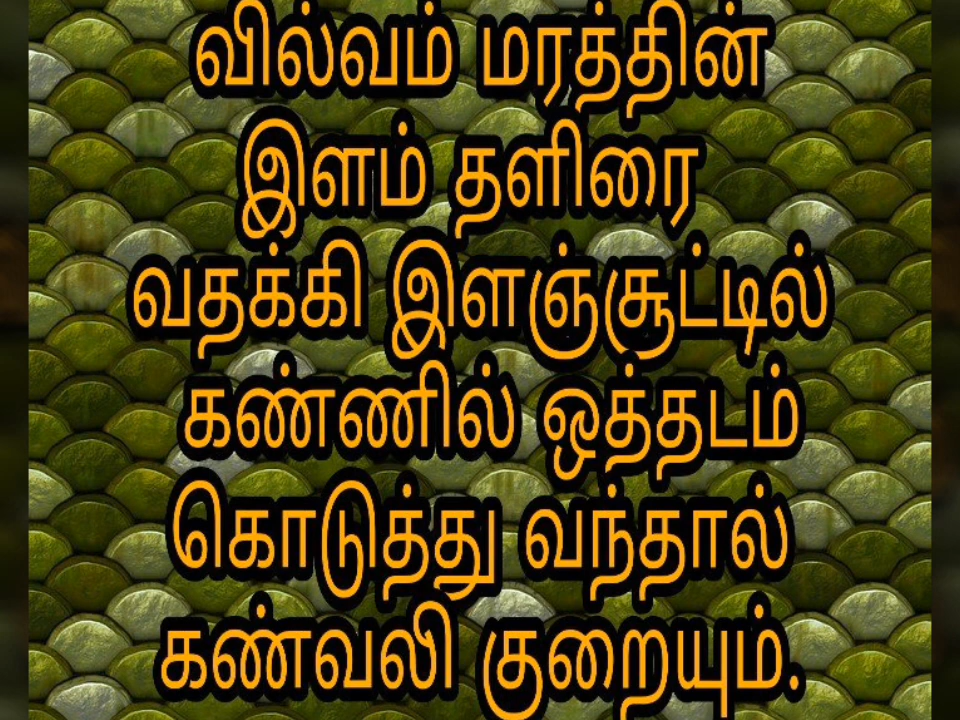 வில்வம் மரத்தின்
இளம் தளிரை
வதக்கி இளஞ்சூட்டில்
கண்ணில் ஒத்தடம்
கொடுத்து வந்தால்
கண்வலி குறையும்.